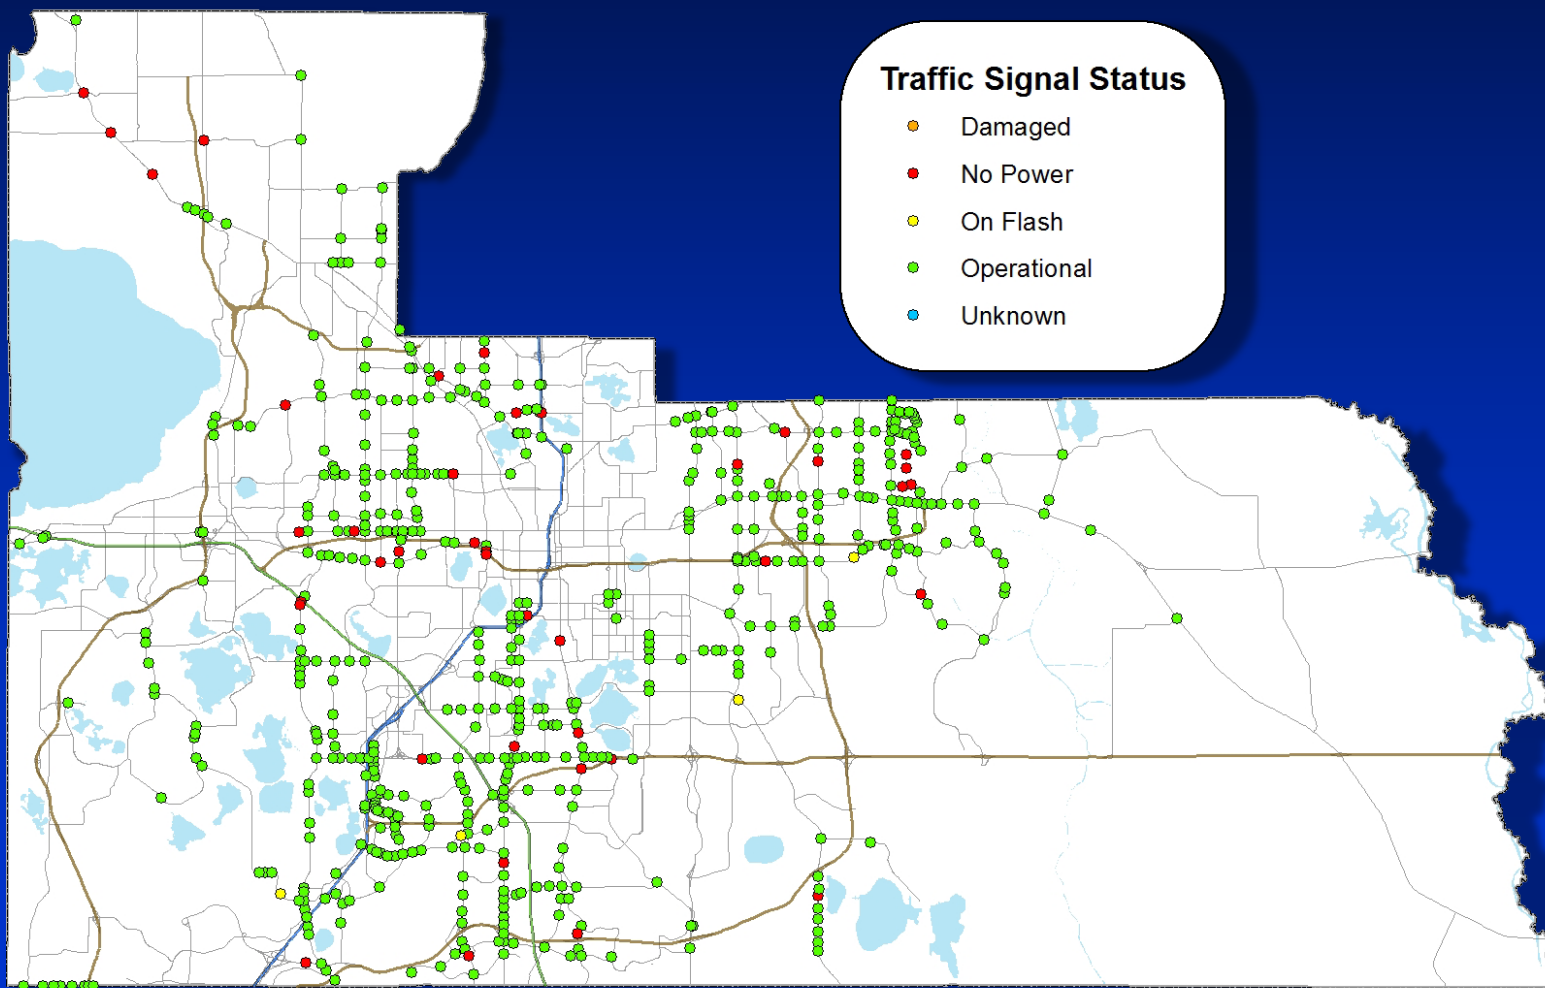 Traffic Signal Status
Damaged
No Power
On Flash
Operational
Unknown